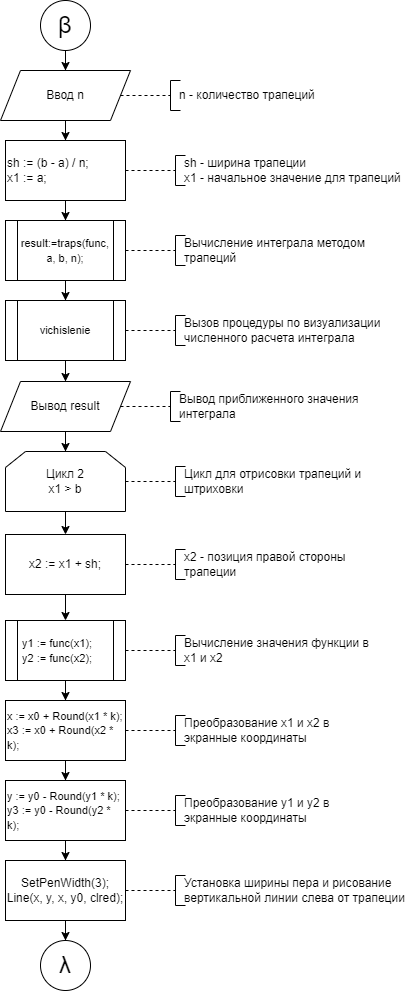 β
Ввод n
n - количество трапеций
sh := (b - a) / n;
x1 := a;
sh - ширина трапеции
x1 - начальное значение для трапеций
result:=traps(func,
a, b, n);
Вычисление интеграла методом
трапеций
vichislenie
Вызов процедуры по визуализации
численного расчета интеграла
Вывод result
Вывод приближенного значения
интеграла
Цикл 2
x1 > b
Цикл для отрисовки трапеций и
штриховки
x2 := x1 + sh;
x2 - позиция правой стороны
трапеции
y1 := func(x1);
y2 := func(x2);
Вычисление значения функции в
x1 и x2
x := x0 + Round(x1 * k);
x3 := x0 + Round(x2 *
k);
Преобразование x1 и x2 в
экранные координаты
y := y0 - Round(y1 * k);
y3 := y0 - Round(y2 *
k);
Преобразование y1 и y2 в
экранные координаты
SetPenWidth(3);
Line(x, y, x, y0, clred);
Установка ширины пера и рисование
вертикальной линии слева от трапеции
λ